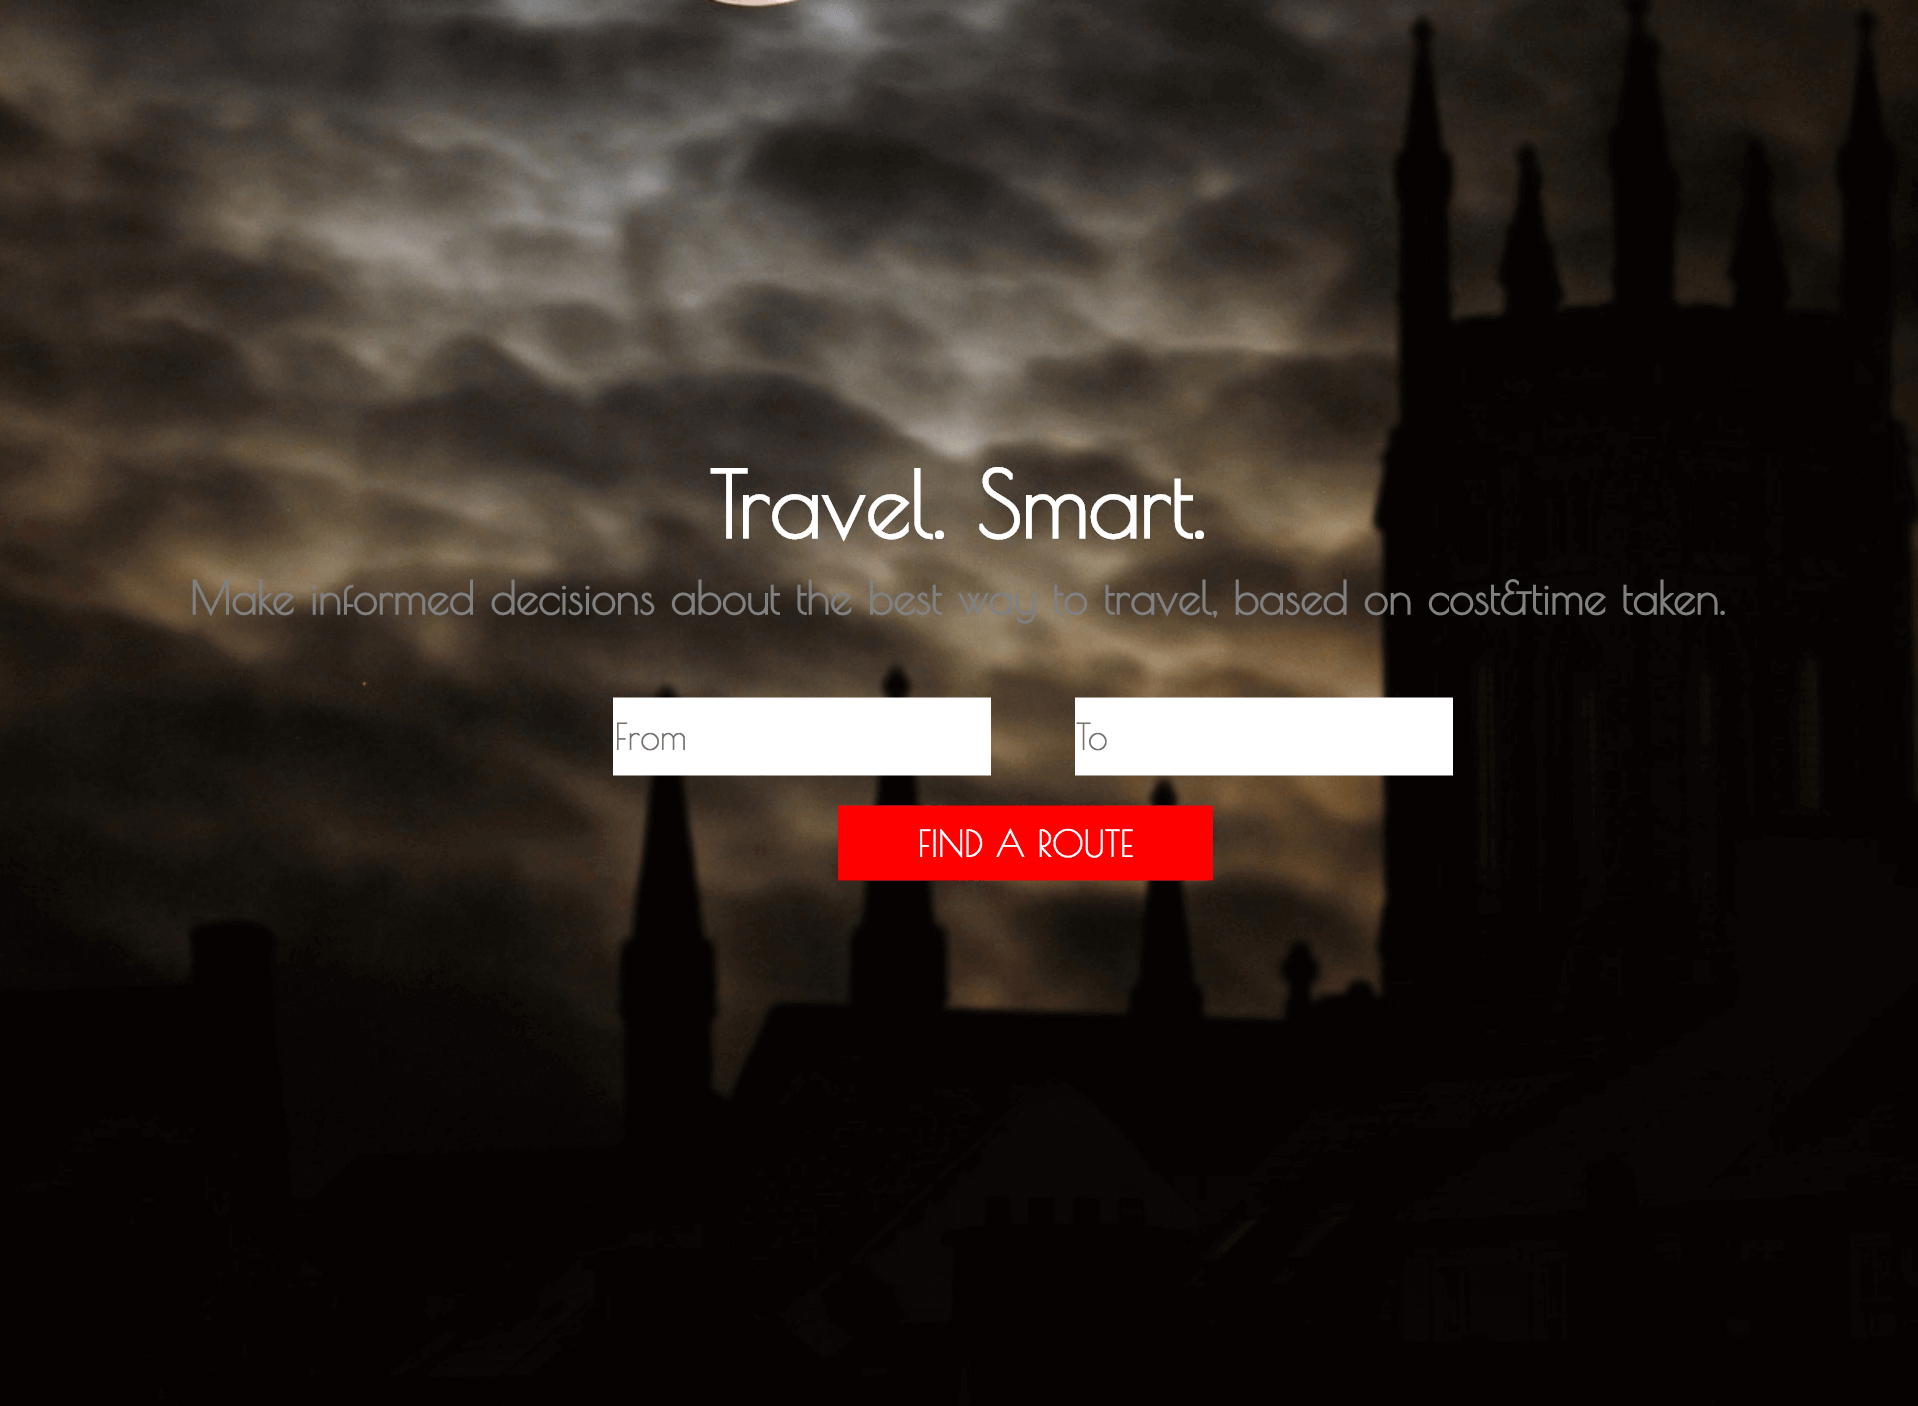 Travel. Smart.
Make informed decisions about the best way to travel, based on cost&time taken.
From To
FIND A ROUTE